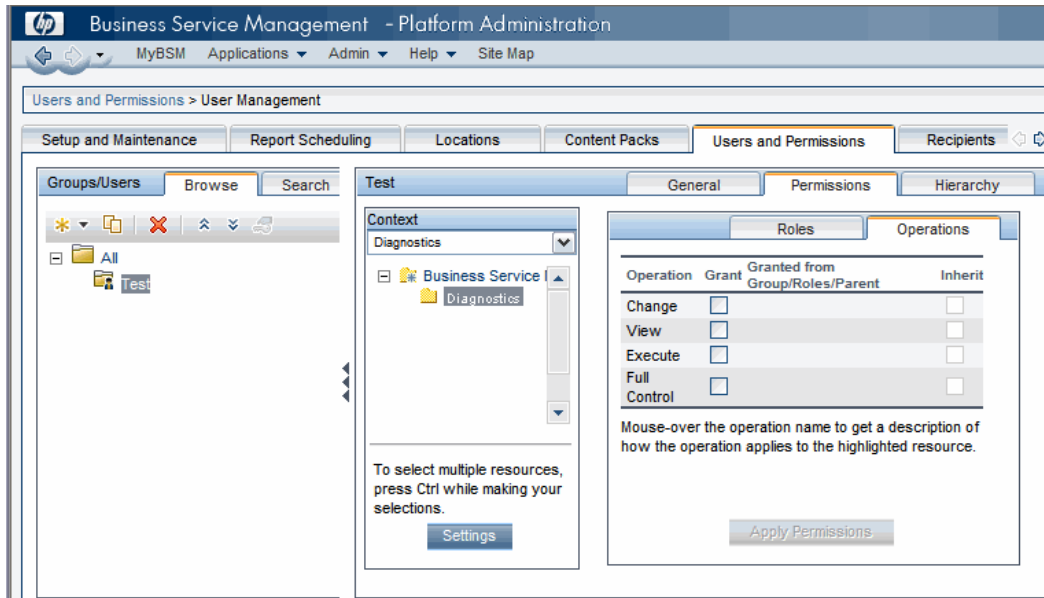 hp Business Service Management - Platform Administration
MyBSM Applications Admin Help Site Map
Users and Permissions > User Management
Setup and Maintenance Report Scheduling Locations Content Packs Users and Permissions Recipients
Groups/Users Browse Search
All
Test
Test General Permissions Hierarchy
Context
Diagnostics
Business Service
Diagnostics
To select multiple resources,
press Ctrl while making your
selections.
Settings
Roles Operations
Operation Grant Granted from Group/Roles/Parent Inherit
Change
View
Execute
Full
Control
Mouse-over the operation name to get a description of
how the operation applies to the highlighted resource.
Apply Permissions